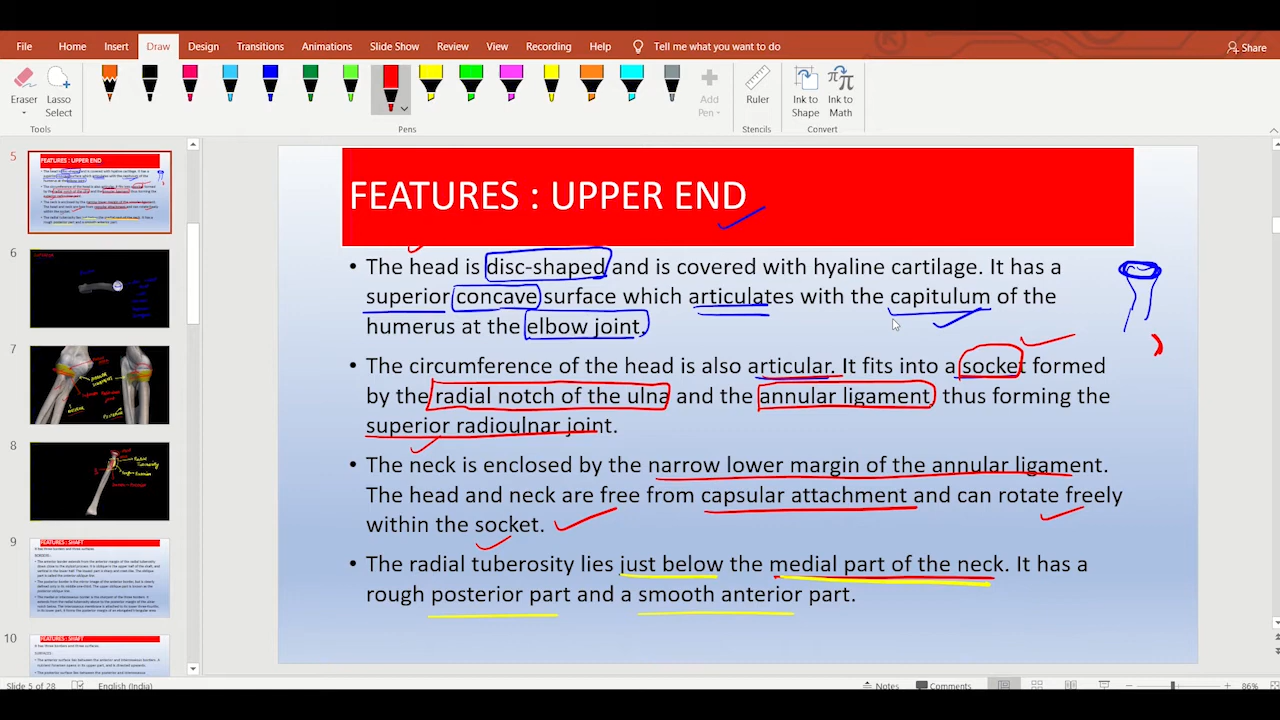 File Home Insert Draw Design Transitions Animations Slide Show Review View Recording Help Tell me what you want to do Share
Eraser Lasso Select Add Pen Ruler Ink to Shape Ink to Math
Tools Pens Stencils Convert
5
FEATURES : UPPER END
6
7
8
9
FEATURES : SHAFT
10
FEATURES : SHAFT
FEATURES : UPPER END
• The head is disc-shaped and is covered with hyaline cartilage. It has a
superior concave surface which articulates with the capitulum of the
humerus at the elbow joint.
• The circumference of the head is also articular. It fits into a socket formed
by the radial notch of the ulna and the annular ligament, thus forming the
superior radioulnar joint.
• The neck is enclosed by the narrow lower margin of the annular ligament.
The head and neck are free from capsular attachment and can rotate freely
within the socket.
• The radial tuberosity lies just below the medial part of the neck. It has a
rough posterior part and a smooth anterior part.
Slide 5 of 28 English (India) Notes Comments 86%